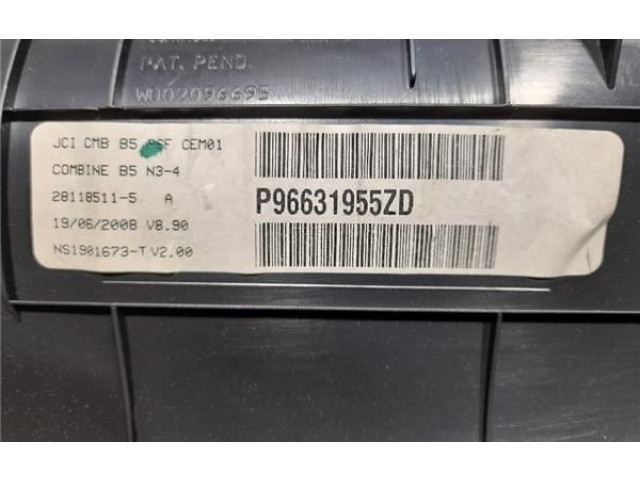 PAT. PEND.
WO02096695
JCI CMB B5 CEM01
COMBINE B5 N3-4
28118511-5 A
19/06/2008 V8.90
NS1901673-T V2.00
P96631955ZD